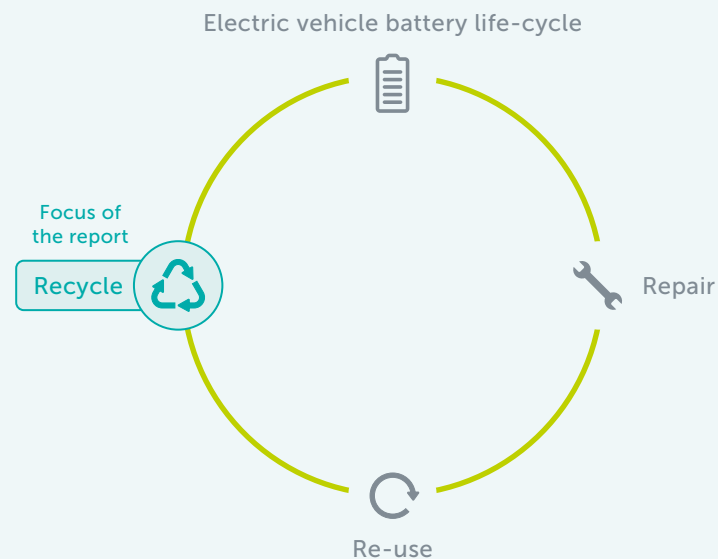 Electric vehicle battery life-cycle
Focus of
the report
Recycle
Repair
Re-use